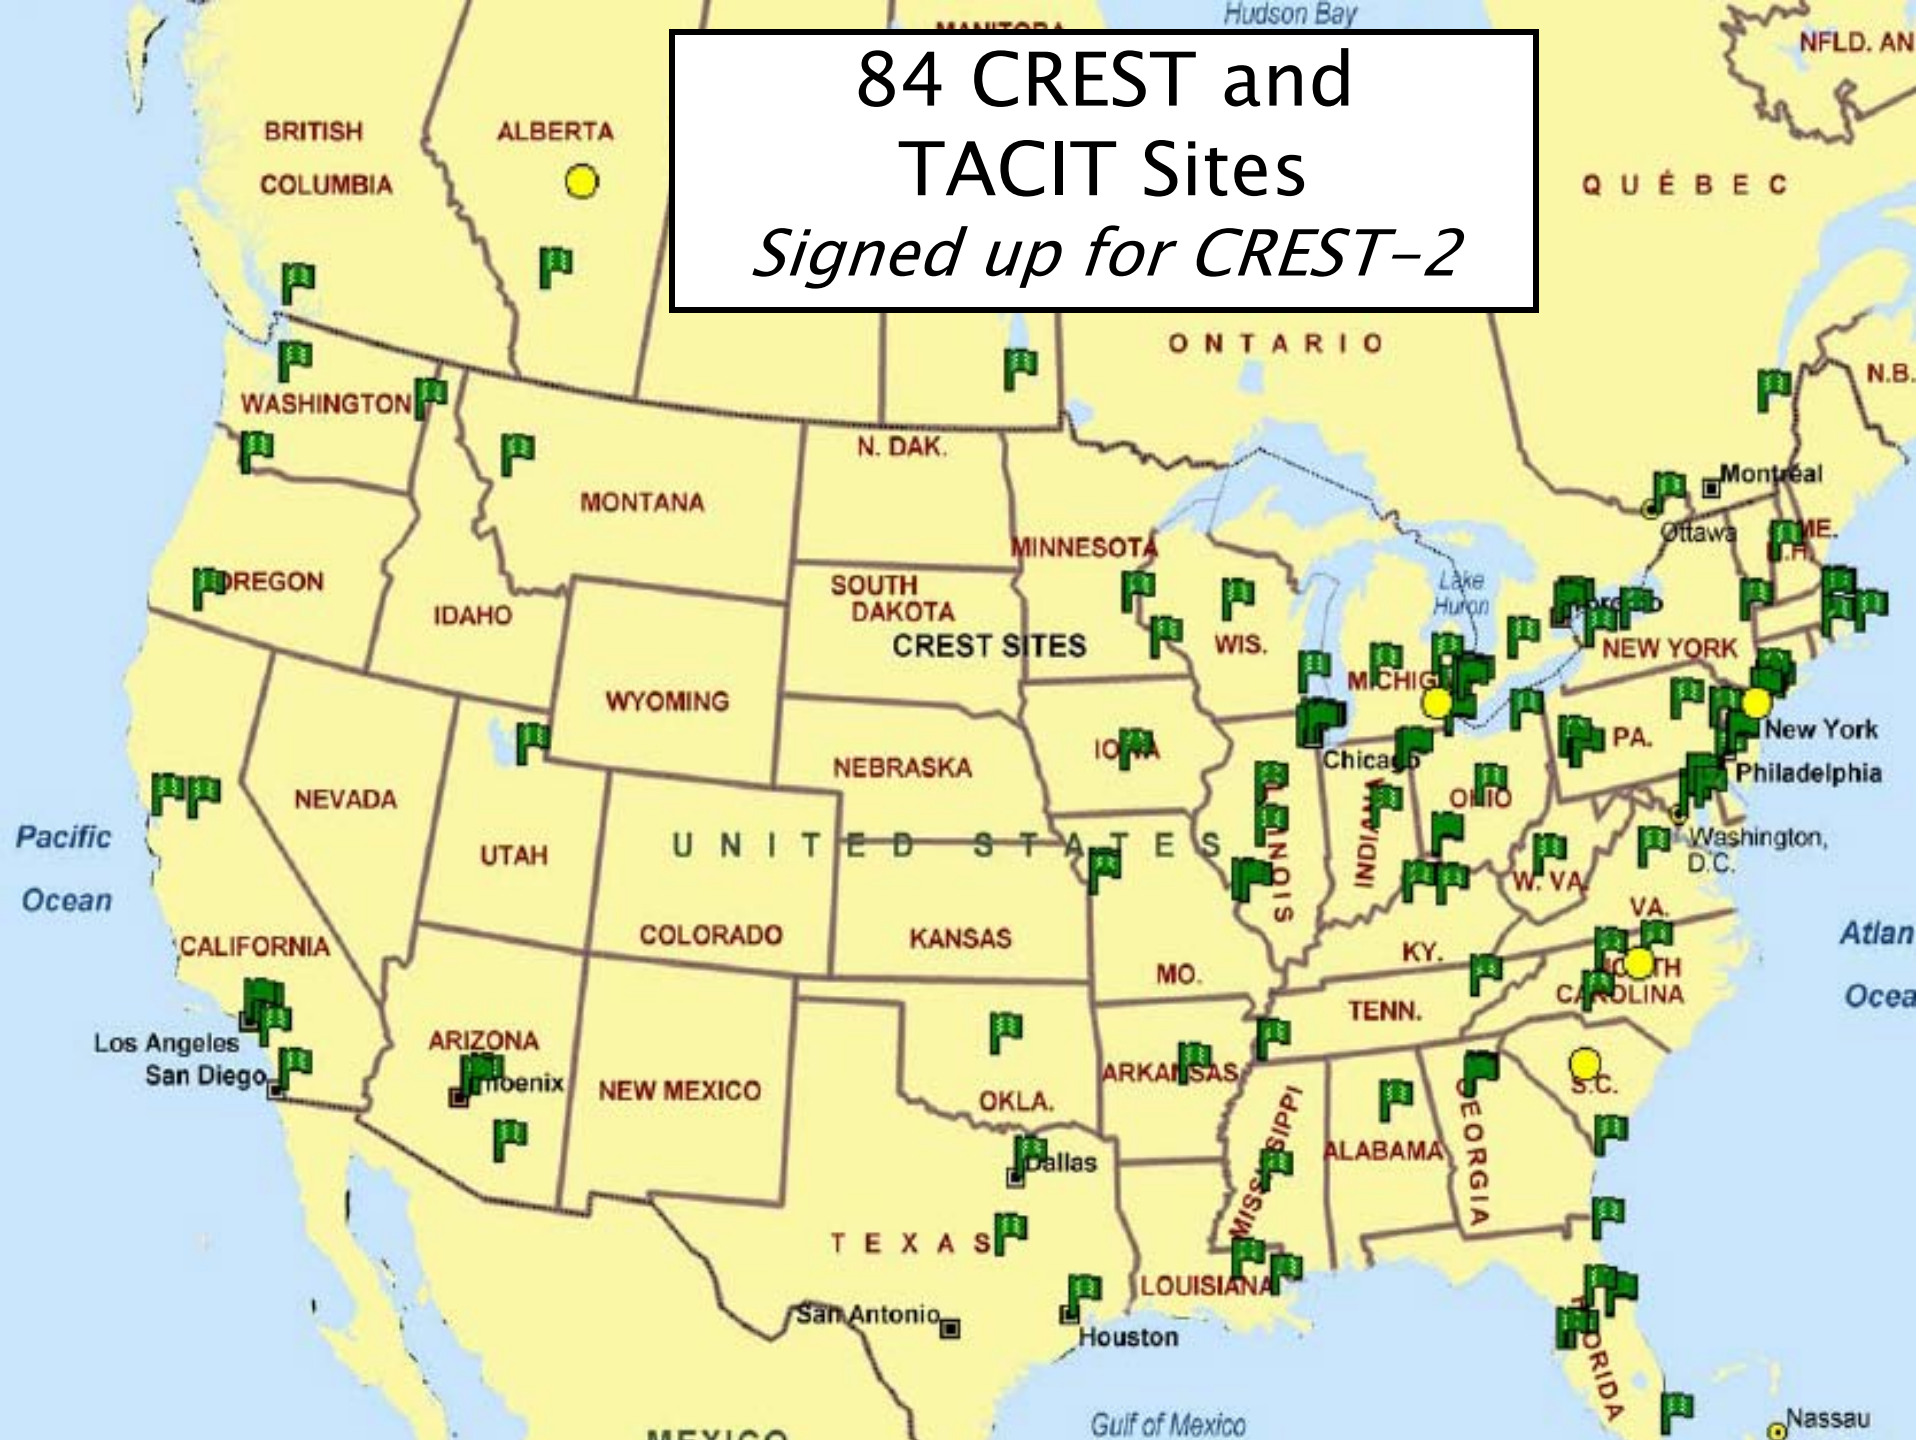 Hudson Bay
MANITOBA
NFLD. AN
84 CREST and
TACIT Sites
Signed up for CREST-2
BRITISH
COLUMBIA
ALBERTA
QUÉBEC
ONTARIO
N.B.
WASHINGTON
N. DAK.
MONTANA
Montréal
Ottawa
ME.
N.H.
MINNESOTA
OREGON
IDAHO
SOUTH
DAKOTA
Lake
Huron
Toronto
CREST SITES
WIS.
NEW YORK
MICHIG
WYOMING
New York
IOWA
PA.
Chicago
NEBRASKA
Philadelphia
NEVADA
OHIO
Pacific
Ocean
UNITED STATES
UTAH
INDIANA
ILLINOIS
Washington,
D.C.
W. VA.
VA.
COLORADO
KANSAS
CALIFORNIA
KY.
Atlan
Ocea
MO.
NORTH
CAROLINA
TENN.
Los Angeles
San Diego
ARIZONA
Phoenix
NEW MEXICO
OKLA.
ARKANSAS
S.C.
MISSISSIPPI
ALABAMA
GEORGIA
Dallas
TEXAS
LOUISIANA
San Antonio
Houston
FLORIDA
Gulf of Mexico
Nassau
MEXICO